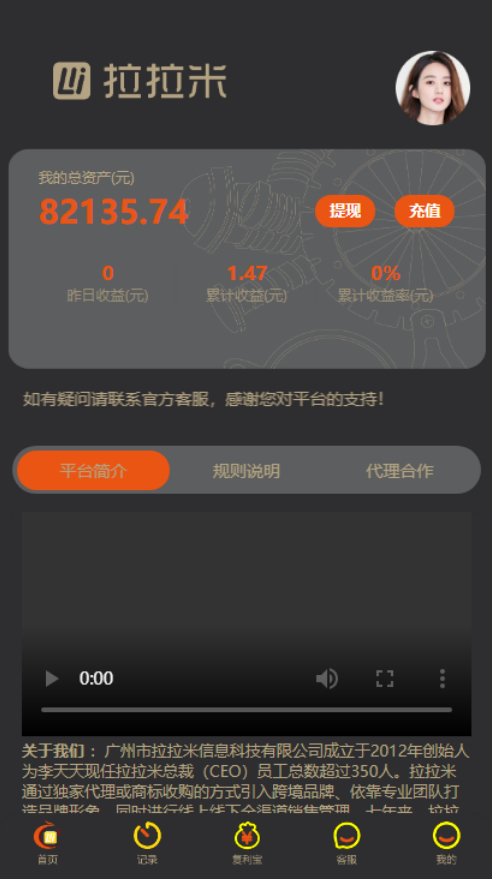 拉拉米
我的总资产(元)
82135.74
提现
充值
0
1.47
0%
昨日收益(元)
累计收益(元)
累计收益率(元)
如有疑问请联系官方客服，感谢您对平台的支持！
平台简介
规则说明
代理合作
0:00
关于我们： 广州市拉拉米信息科技有限公司成立于2012年创始人
为李天天现任拉拉米总裁（CEO）员工总数超过350人。拉拉米
通过独家代理或商标收购的方式引入跨境品牌、依靠专业团队打
造品牌形象，同时进行线上线下全渠道销售管理。七年来，拉拉
首页
记录
复利宝
客服
我的